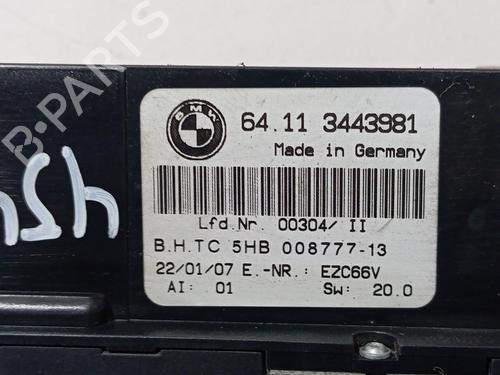 B-PARTS
BMW
64.11 3443981
Made in Germany
Lfd.Nr. 00304/ II
B.H.TC 5HB 008777-13
22/01/07 E.-NR.: EZC66V
AI: 01 Sw: 20.0